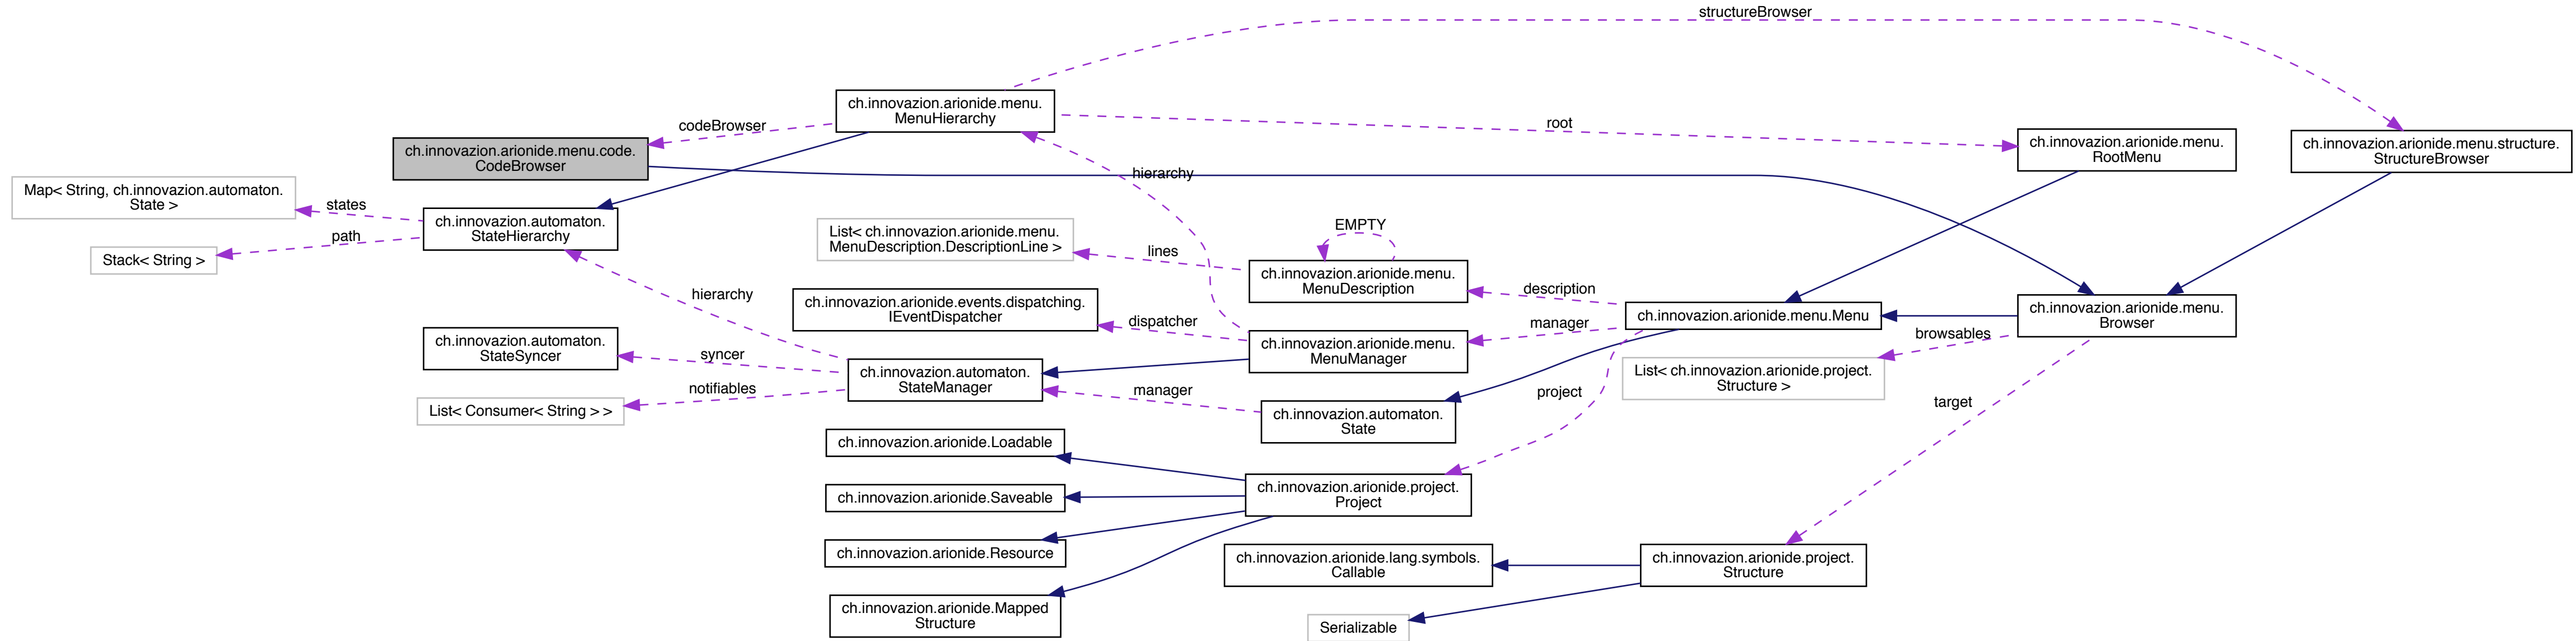 structureBrowser
ch.innovazion.arionide.menu.
MenuHierarchy
codeBrowser
root
ch.innovazion.arionide.menu.code.
CodeBrowser
ch.innovazion.arionide.menu.
RootMenu
ch.innovazion.arionide.menu.structure.
StructureBrowser
hierarchy
Map< String, ch.innovazion.automaton.
State >
states
ch.innovazion.automaton.
StateHierarchy
path
Stack< String >
List< ch.innovazion.arionide.menu.
MenuDescription.DescriptionLine >
lines
EMPTY
ch.innovazion.arionide.menu.
MenuDescription
description
hierarchy
ch.innovazion.arionide.events.dispatching.
IEventDispatcher
dispatcher
manager
ch.innovazion.arionide.menu.Menu
ch.innovazion.arionide.menu.
Browser
browsables
ch.innovazion.automaton.
StateSyncer
syncer
ch.innovazion.arionide.menu.
MenuManager
ch.innovazion.automaton.
StateManager
notifiables
List< Consumer< String > >
manager
project
List< ch.innovazion.arionide.project.
Structure >
target
ch.innovazion.automaton.
State
ch.innovazion.arionide.Loadable
ch.innovazion.arionide.Saveable
ch.innovazion.arionide.project.
Project
ch.innovazion.arionide.Resource
ch.innovazion.arionide.lang.symbols.
Callable
ch.innovazion.arionide.project.
Structure
ch.innovazion.arionide.Mapped
Structure
Serializable